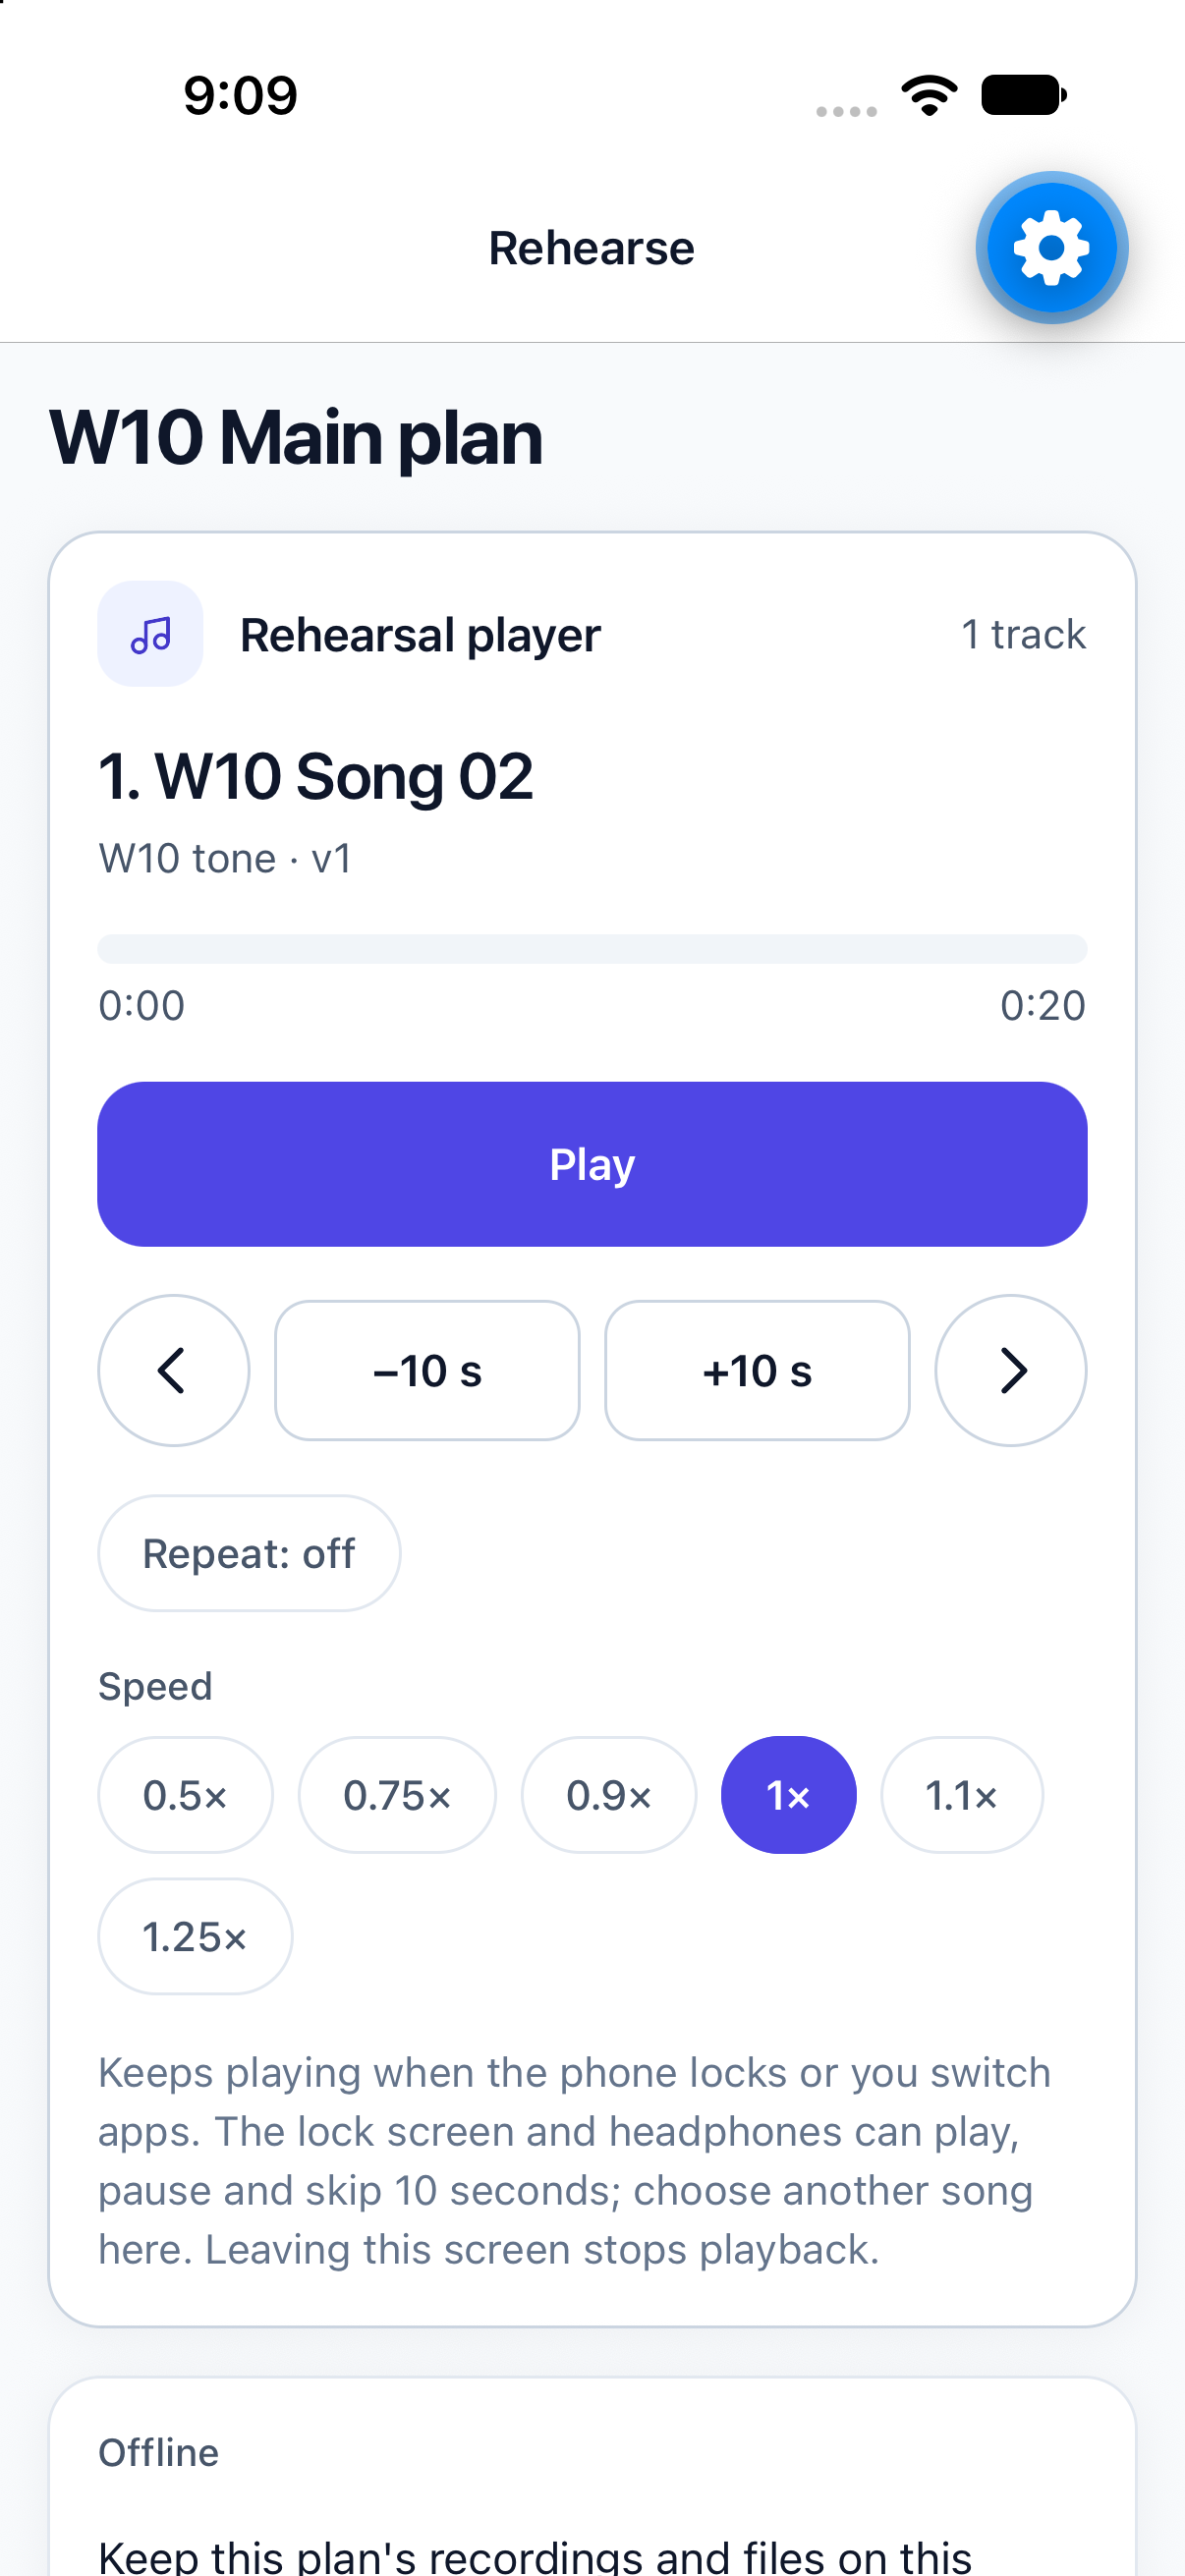 9:09
Rehearse
W10 Main plan
Rehearsal player
1 track
1. W10 Song 02
W10 tone · v1
0:00
0:20
Play
–10 s
+10 s
Repeat: off
Speed
0.5×
0.75×
0.9×
1×
1.1×
1.25×
Keeps playing when the phone locks or you switch
apps. The lock screen and headphones can play,
pause and skip 10 seconds; choose another song
here. Leaving this screen stops playback.
Offline
Keep this plan's recordings and files on this